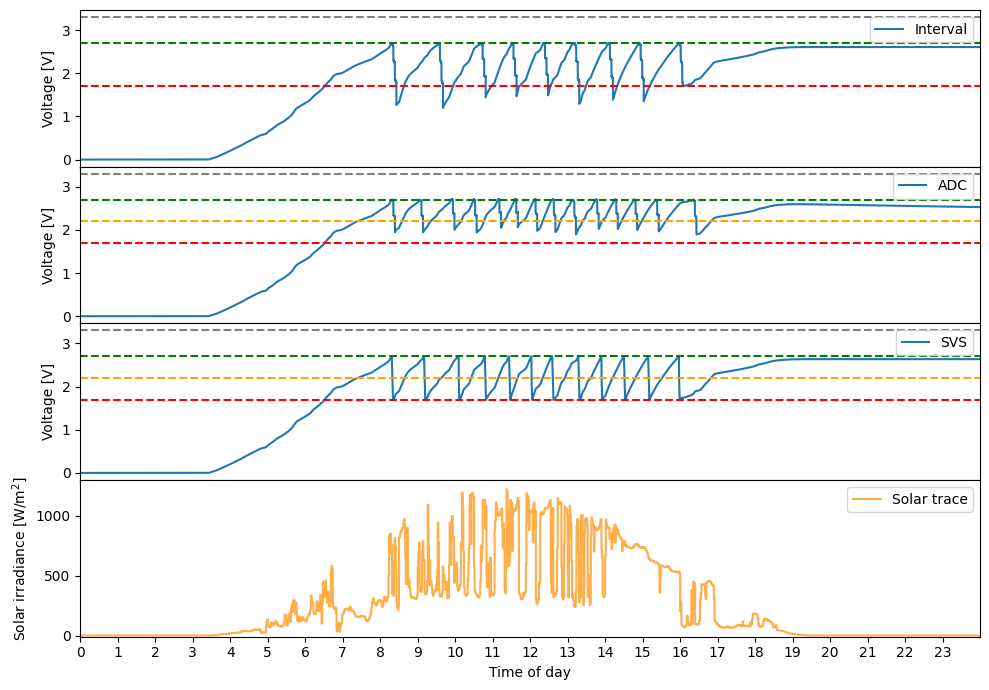 Voltage [V]
3
2
1
0
Interval
Voltage [V]
3
2
1
0
ADC
Voltage [V]
3
2
1
0
SVS
Solar irradiance [W/m²]
1000
500
0
Solar trace
0 1 2 3 4 5 6 7 8 9 10 11 12 13 14 15 16 17 18 19 20 21 22 23
Time of day